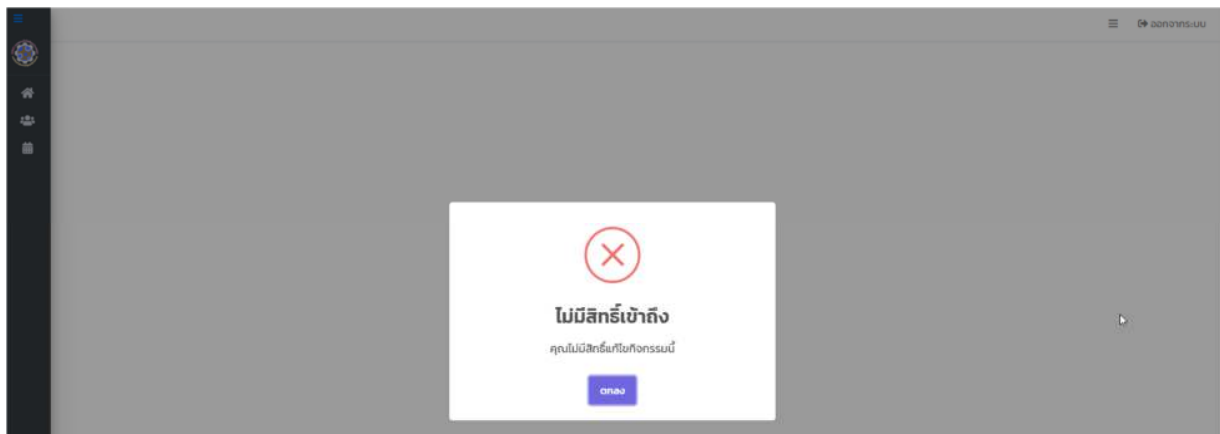 ออกจากระบบ
ไม่มีสิทธิ์เข้าถึง
คุณไม่มีสิทธิ์แก้ไขกิจกรรมนี้
ตกลง